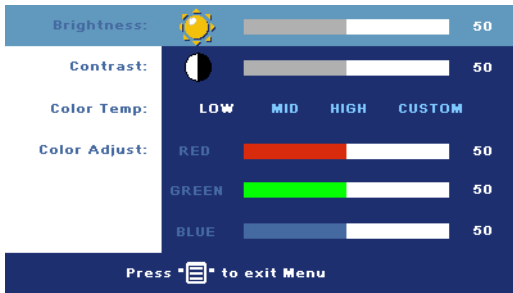 Brightness: 50
Contrast: 50
Color Temp: LOW MID HIGH CUSTOM
Color Adjust: RED 50
GREEN 50
BLUE 50
Press "" to exit Menu